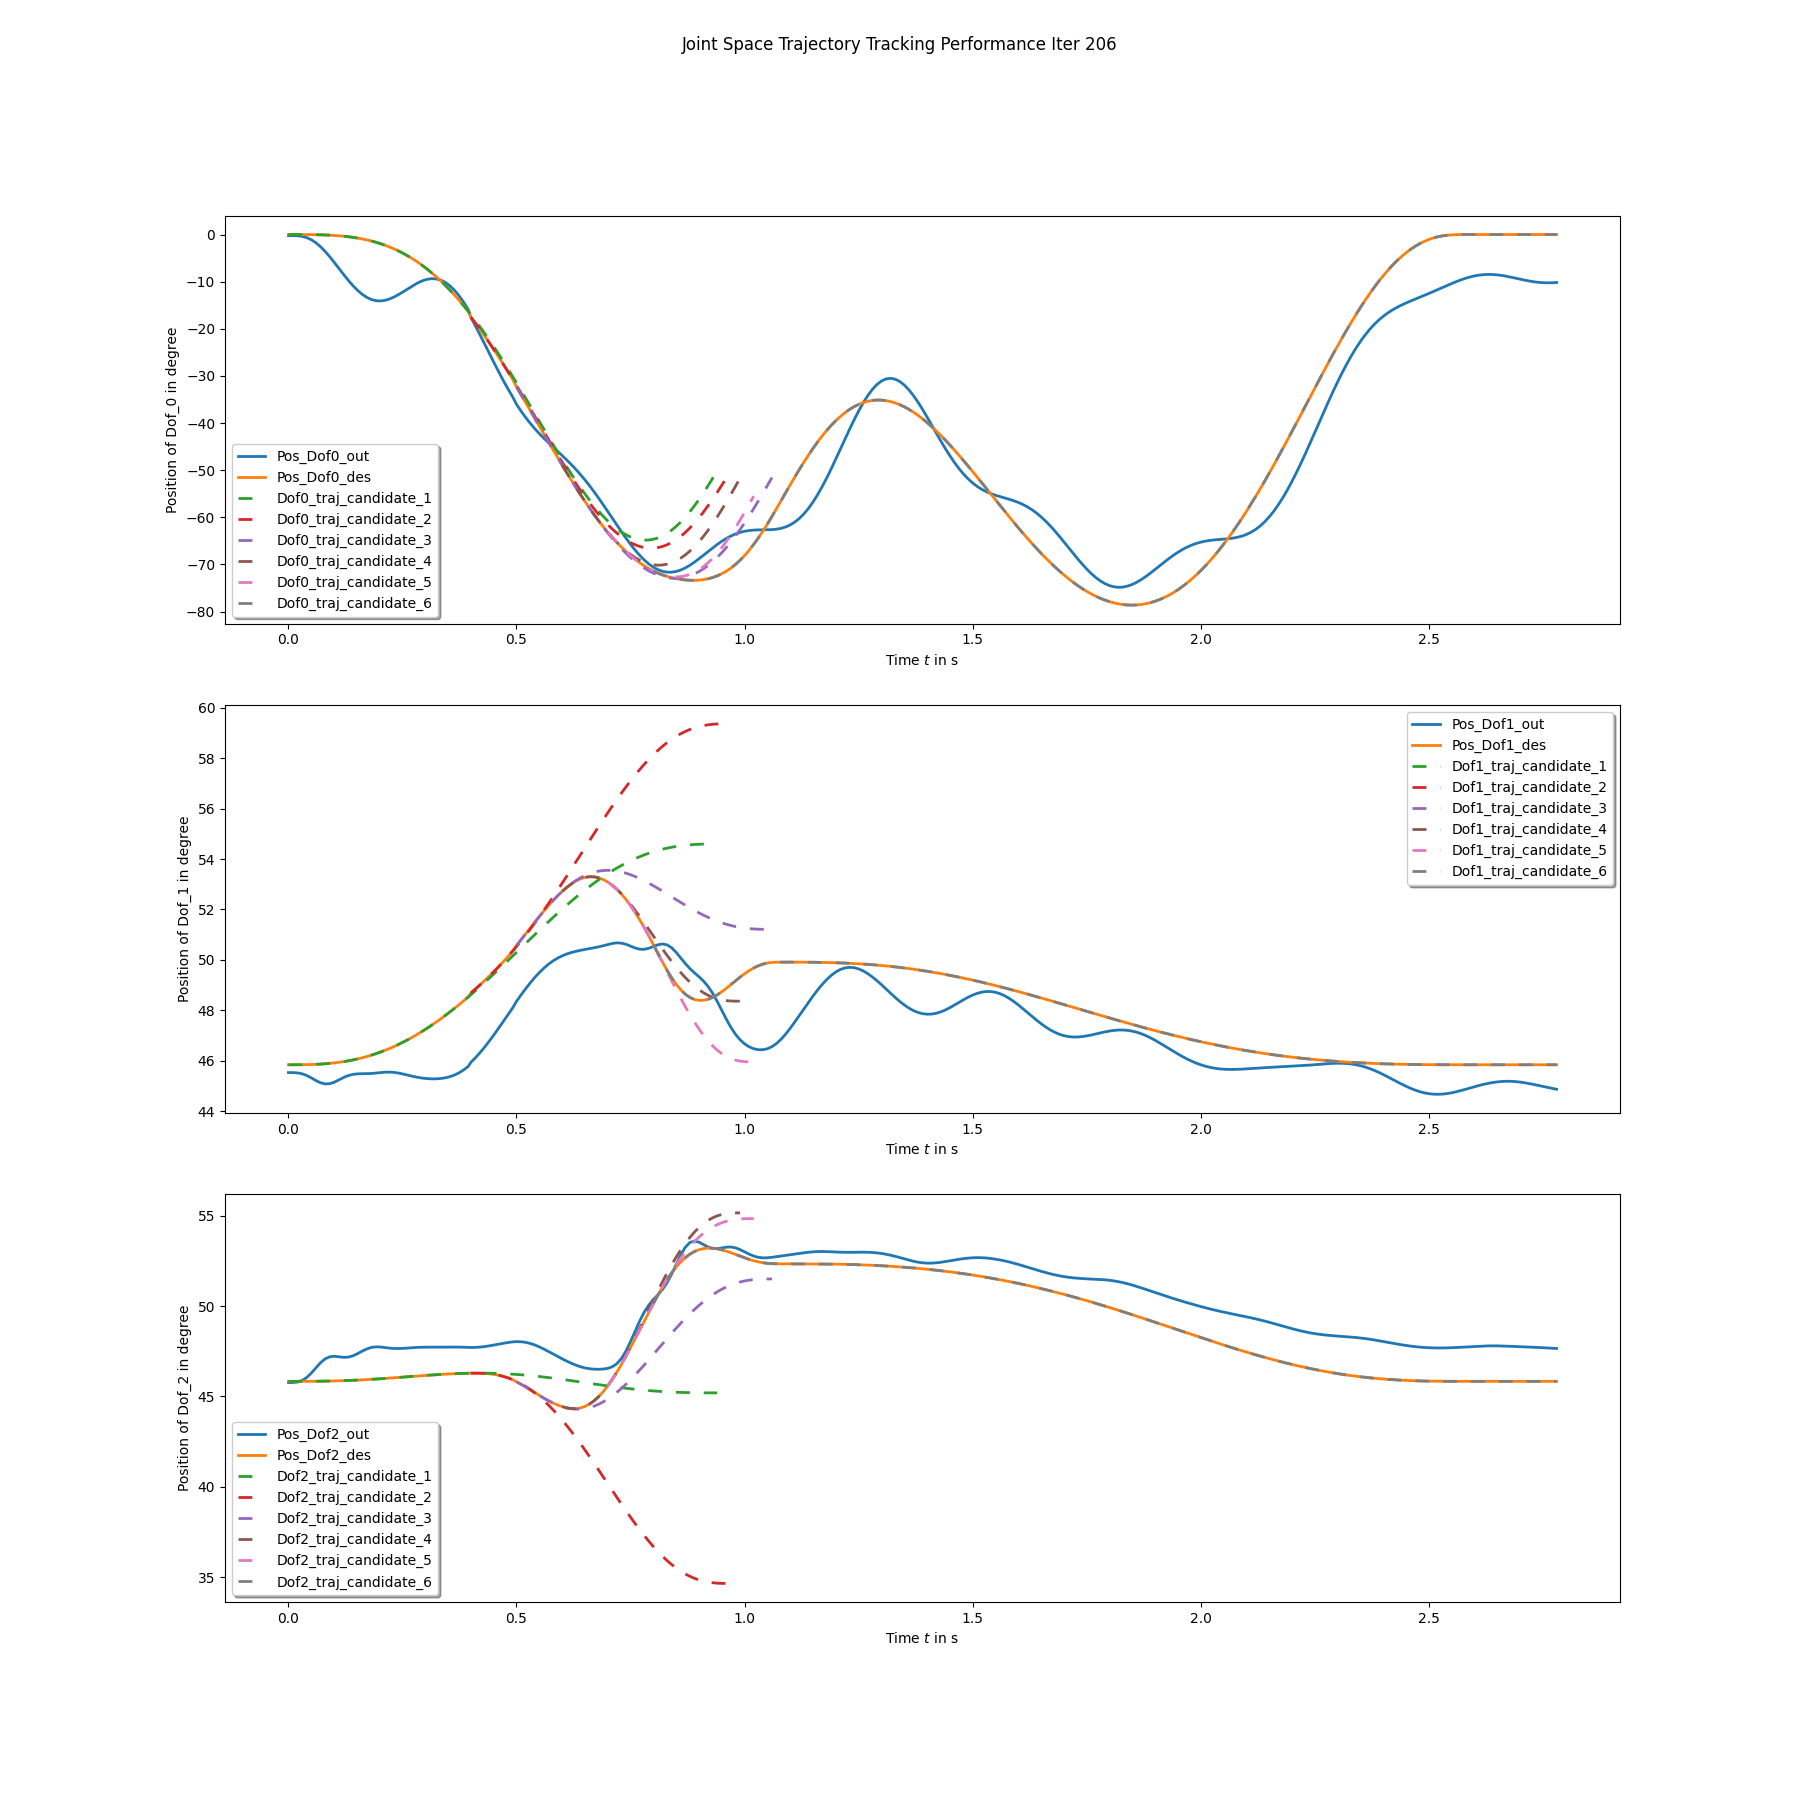 Joint Space Trajectory Tracking Performance Iter 206
0
−10
−20
−30
−40
−50
−60
−70
−80
Position of Dof_0 in degree
Pos_Dof0_out
Pos_Dof0_des
Dof0_traj_candidate_1
Dof0_traj_candidate_2
Dof0_traj_candidate_3
Dof0_traj_candidate_4
Dof0_traj_candidate_5
Dof0_traj_candidate_6
0.0 0.5 1.0 1.5 2.0 2.5
Time t in s
60
58
56
54
52
50
48
46
44
Position of Dof_1 in degree
Pos_Dof1_out
Pos_Dof1_des
Dof1_traj_candidate_1
Dof1_traj_candidate_2
Dof1_traj_candidate_3
Dof1_traj_candidate_4
Dof1_traj_candidate_5
Dof1_traj_candidate_6
0.0 0.5 1.0 1.5 2.0 2.5
Time t in s
55
50
45
40
35
Position of Dof_2 in degree
Pos_Dof2_out
Pos_Dof2_des
Dof2_traj_candidate_1
Dof2_traj_candidate_2
Dof2_traj_candidate_3
Dof2_traj_candidate_4
Dof2_traj_candidate_5
Dof2_traj_candidate_6
0.0 0.5 1.0 1.5 2.0 2.5
Time t in s